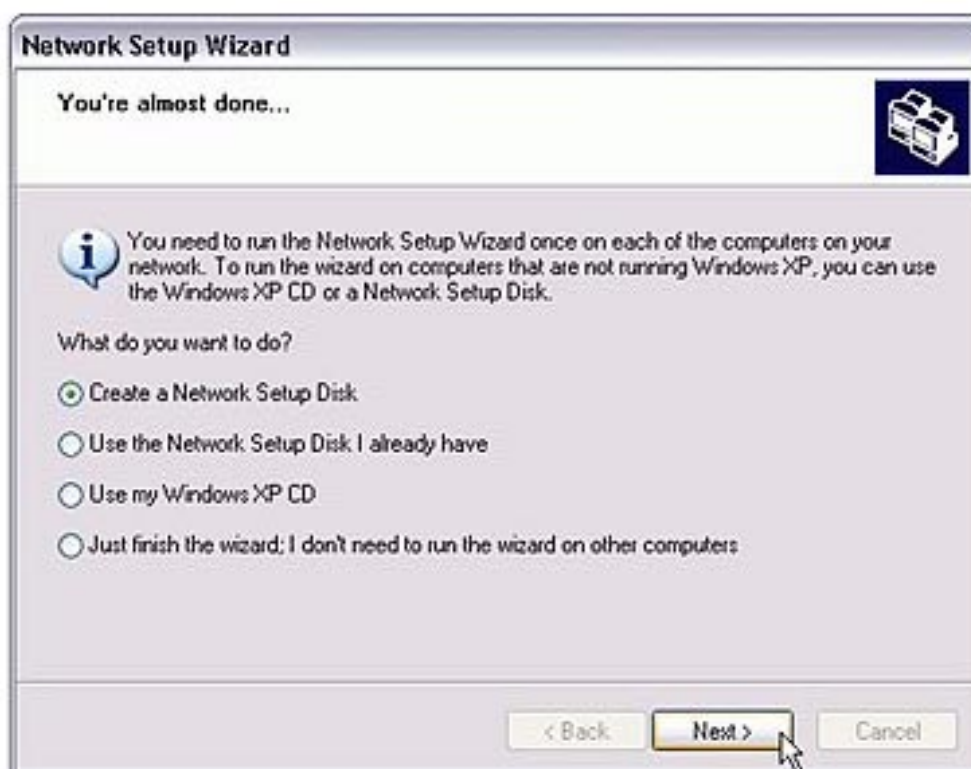 Network Setup Wizard
You're almost done...
You need to run the Network Setup Wizard once on each of the computers on your
network. To run the wizard on computers that are not running Windows XP, you can use
the Windows XP CD or a Network Setup Disk.
What do you want to do?
Create a Network Setup Disk
Use the Network Setup Disk I already have
Use my Windows XP CD
Just finish the wizard; I don't need to run the wizard on other computers
< Back
Next >
Cancel